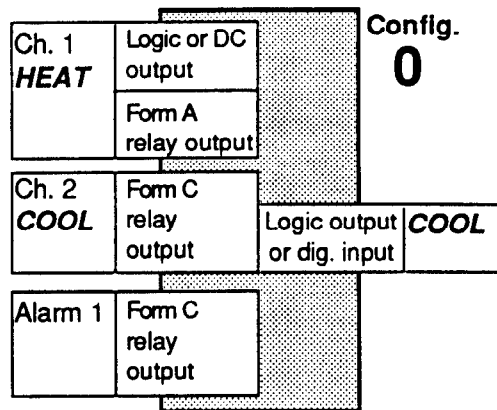 Config.
0
Ch. 1
HEAT
Logic or DC
output
Form A
relay output
Ch. 2
COOL
Form C
relay
output
Logic output
or dig. input
COOL
Alarm 1
Form C
relay
output